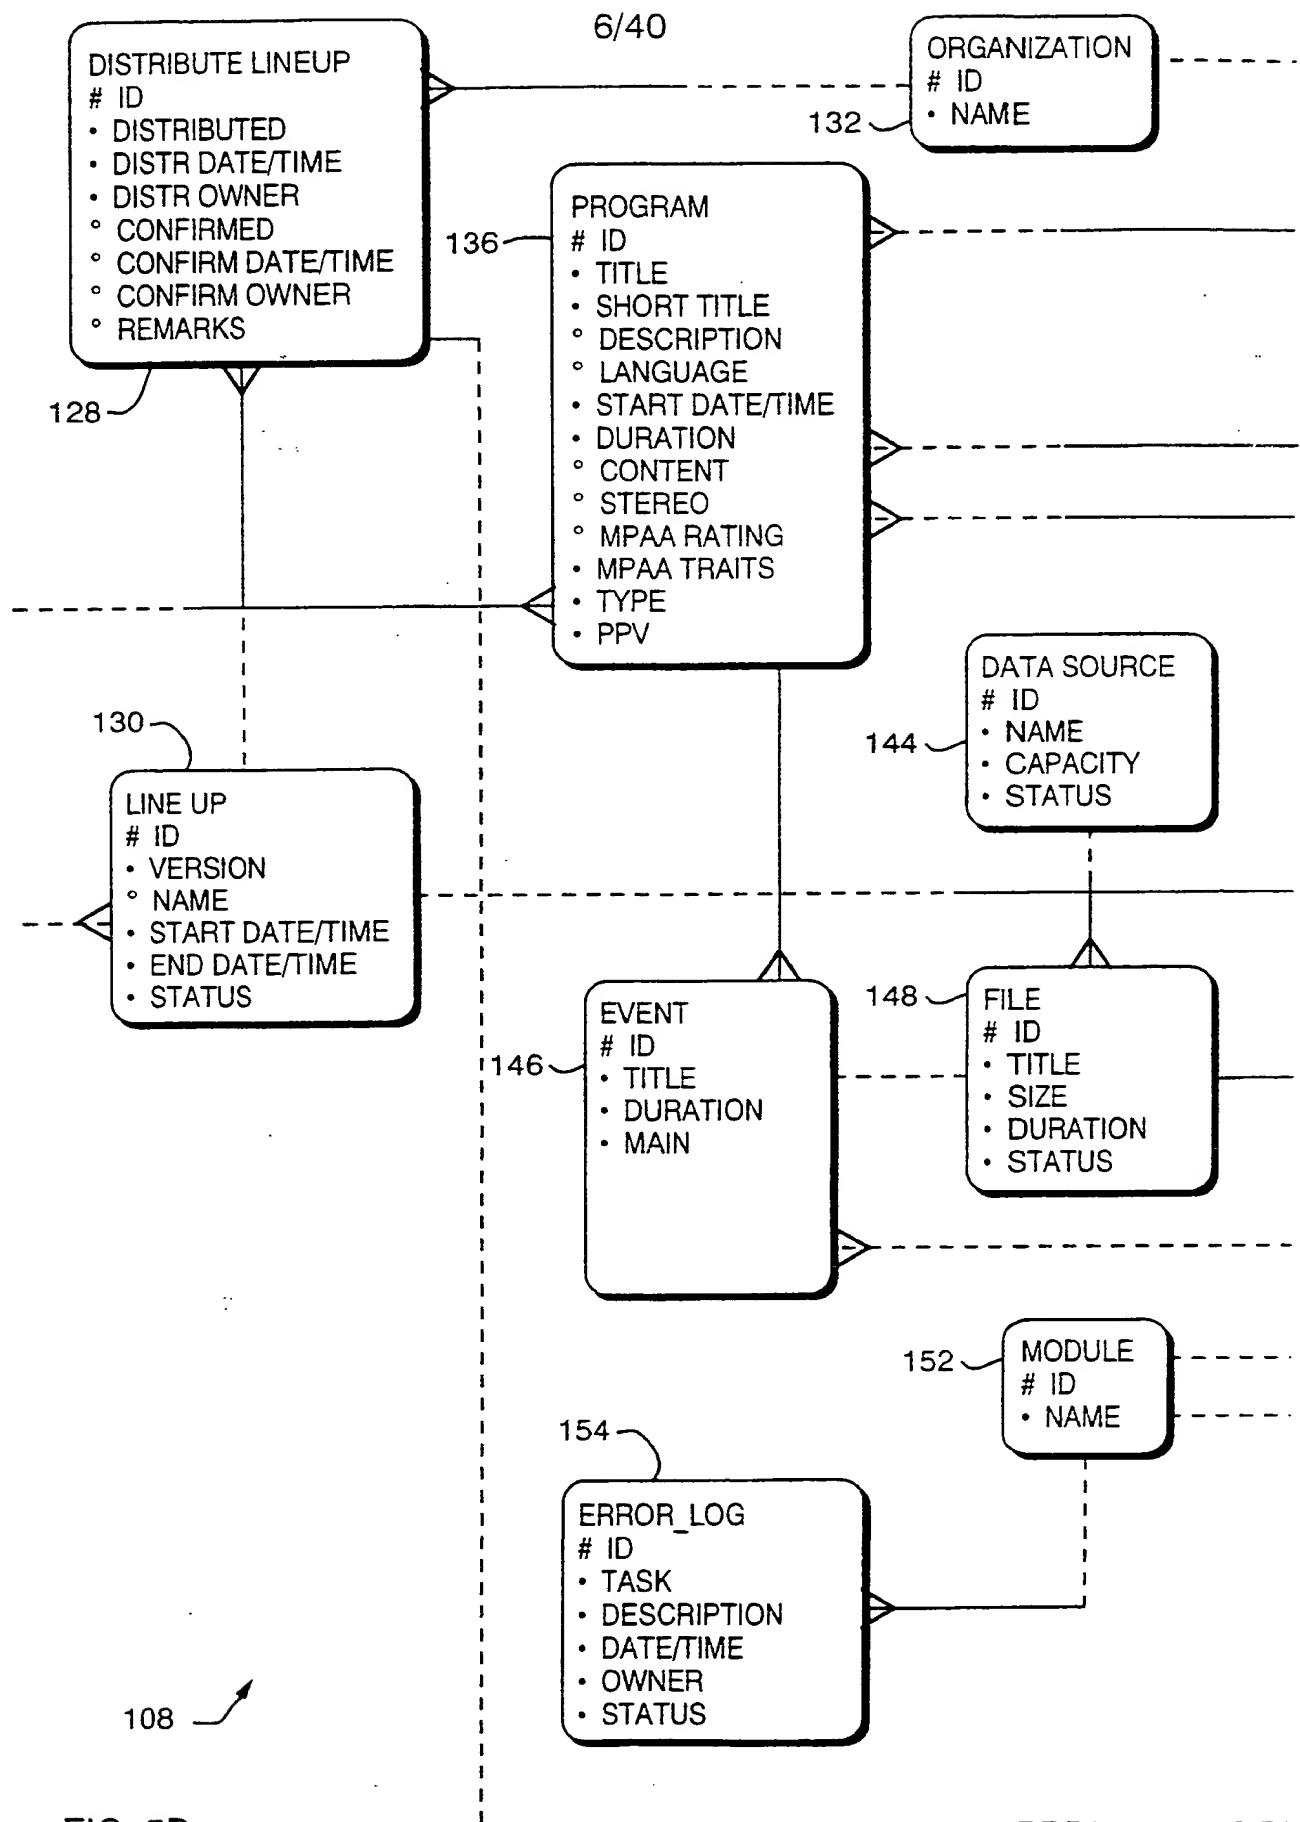 6/40
DISTRIBUTE LINEUP
# ID
• DISTRIBUTED
• DISTR DATE/TIME
• DISTR OWNER
° CONFIRMED
° CONFIRM DATE/TIME
° CONFIRM OWNER
° REMARKS
128
ORGANIZATION
# ID
• NAME
132
PROGRAM
# ID
• TITLE
• SHORT TITLE
° DESCRIPTION
° LANGUAGE
• START DATE/TIME
• DURATION
° CONTENT
° STEREO
° MPAA RATING
• MPAA TRAITS
• TYPE
• PPV
136
DATA SOURCE
# ID
• NAME
• CAPACITY
• STATUS
144
130
LINE UP
# ID
• VERSION
° NAME
• START DATE/TIME
• END DATE/TIME
• STATUS
EVENT
# ID
• TITLE
• DURATION
• MAIN
146
148
FILE
# ID
• TITLE
• SIZE
• DURATION
• STATUS
152
MODULE
# ID
• NAME
154
ERROR_LOG
# ID
• TASK
• DESCRIPTION
• DATE/TIME
• OWNER
• STATUS
108